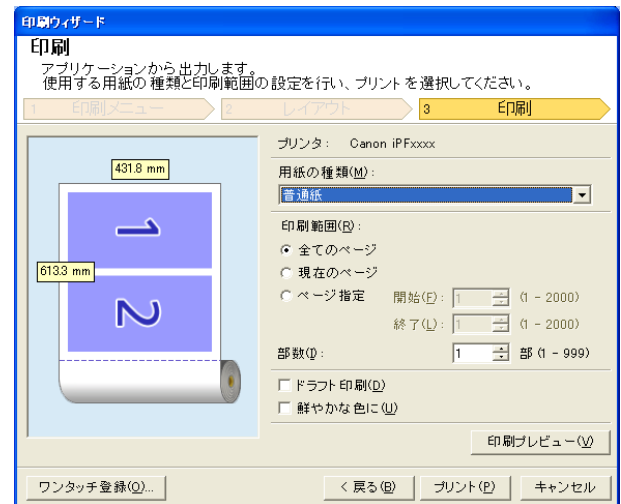 印刷ウィザード
印刷
アプリケーションから出力します。
使用する用紙の種類と印刷範囲の設定を行い、プリントを選択してください。
1 印刷メニュー 2 レイアウト 3 印刷
プリンタ： Canon iPFxxxx
431.8 mm
用紙の種類(M)：
普通紙
印刷範囲(R)：
全てのページ
現在のページ
613.3 mm
ページ指定 開始(F)： 1 (1 - 2000)
終了(L)： 1 (1 - 2000)
1
2
部数(I)： 1 部 (1 - 999)
ドラフト印刷(D)
鮮やかな色に(U)
印刷プレビュー(V)
ワンタッチ登録(O)... < 戻る(B) プリント(P) キャンセル